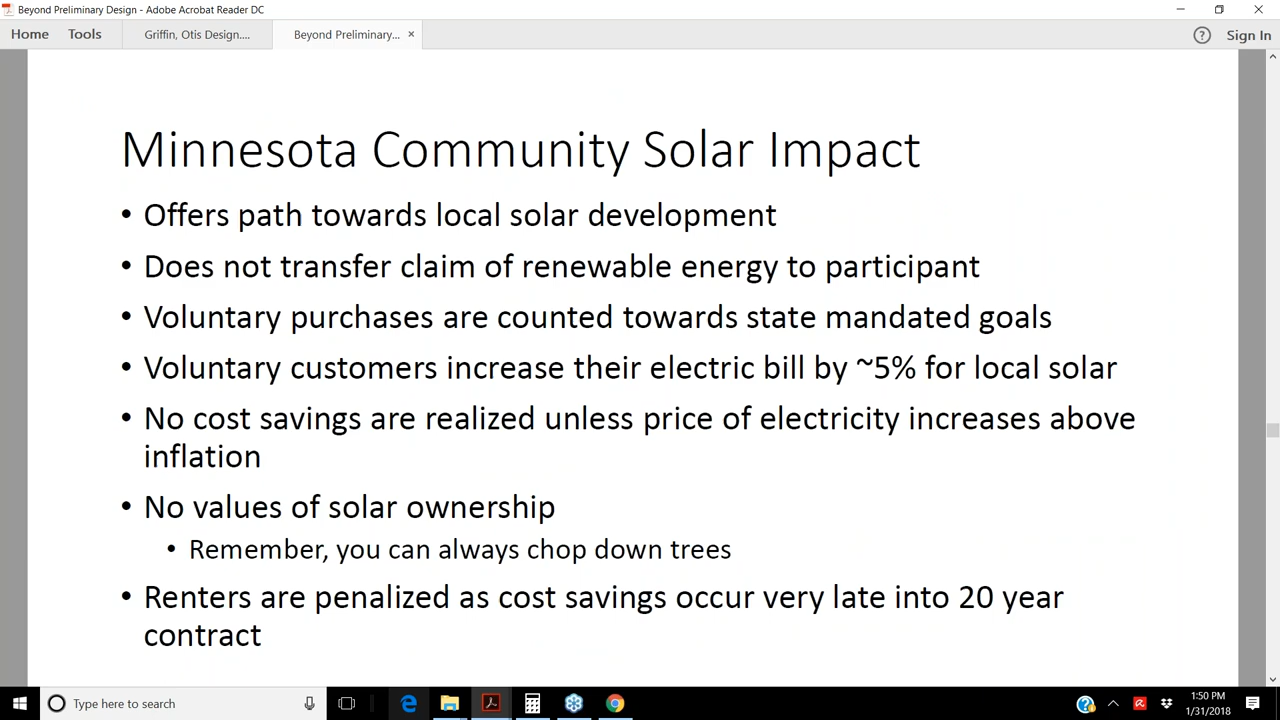 Beyond Preliminary Design - Adobe Acrobat Reader DC
Home Tools Griffin, Otis Design.... Beyond Preliminary... × ? Sign In
Minnesota Community Solar Impact
• Offers path towards local solar development
• Does not transfer claim of renewable energy to participant
• Voluntary purchases are counted towards state mandated goals
• Voluntary customers increase their electric bill by ~5% for local solar
• No cost savings are realized unless price of electricity increases above
inflation
• No values of solar ownership
• Remember, you can always chop down trees
• Renters are penalized as cost savings occur very late into 20 year
contract
Type here to search
1:50 PM
1/31/2018